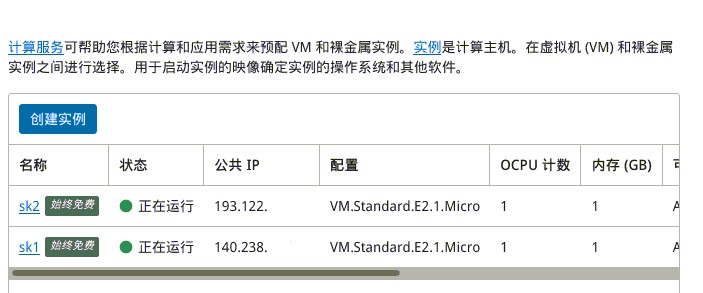 计算服务可帮助您根据计算和应用需求来预配 VM 和裸金属实例。实例是计算主机。在虚拟机 (VM) 和裸金属
实例之间进行选择。用于启动实例的映像确定实例的操作系统和其他软件。
创建实例
名称 状态 公共 IP 配置 OCPU 计数 内存 (GB) 可
sk2 始终免费 正在运行 193.122. VM.Standard.E2.1.Micro 1 1 A
sk1 始终免费 正在运行 140.238. VM.Standard.E2.1.Micro 1 1 A